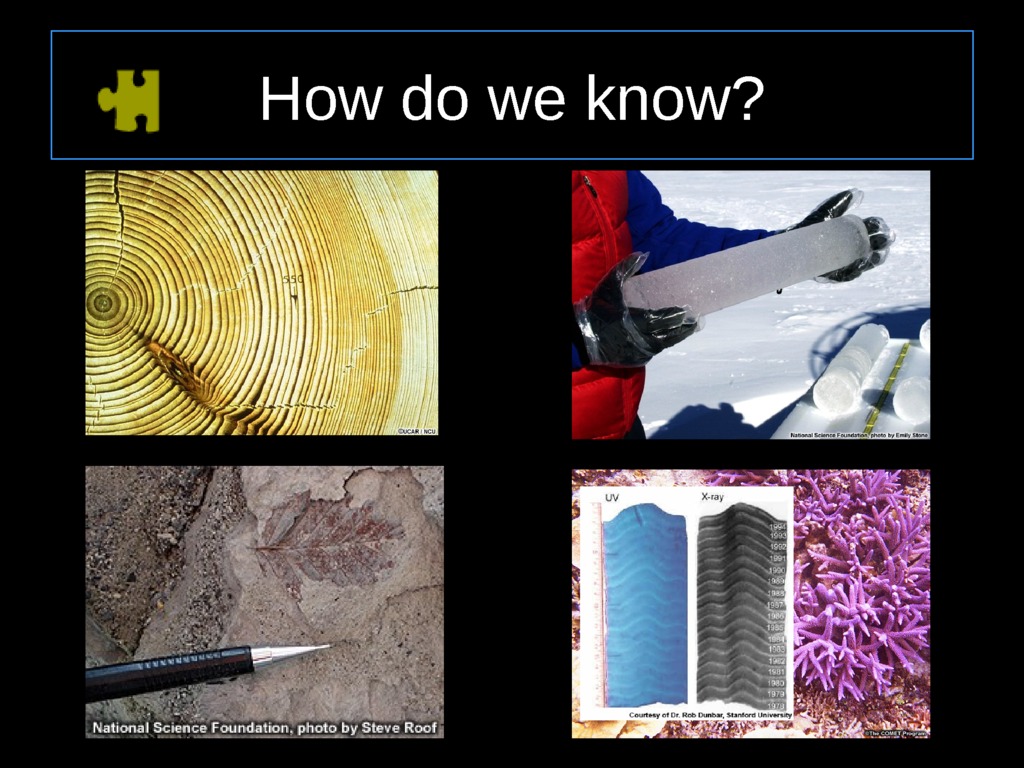 How do we know?
550
©UCAR | NCU
National Science Foundation, photo by Emily Stone
National Science Foundation, photo by Steve Roof
UV
X-ray
1994
1993
1992
1991
1990
1989
1988
1987
1986
1985
1984
1983
1982
1981
1980
1979
1978
Courtesy of Dr. Rob Dunbar, Stanford University
©The COMET Program